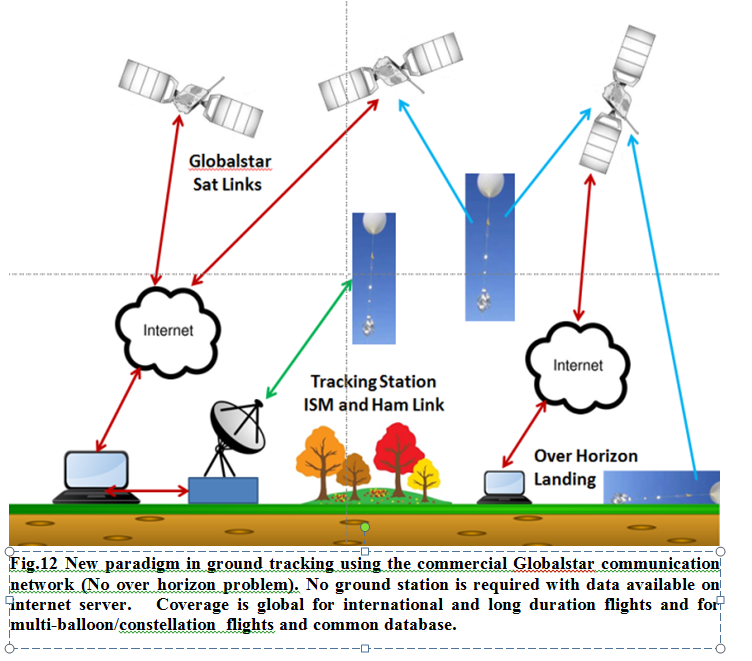 Globalstar
Sat Links
Internet
Tracking Station
ISM and Ham Link
Internet
Over Horizon
Landing
Fig.12 New paradigm in ground tracking using the commercial Globalstar communication
network (No over horizon problem). No ground station is required with data available on
internet server. Coverage is global for international and long duration flights and for
multi-balloon/constellation flights and common database.